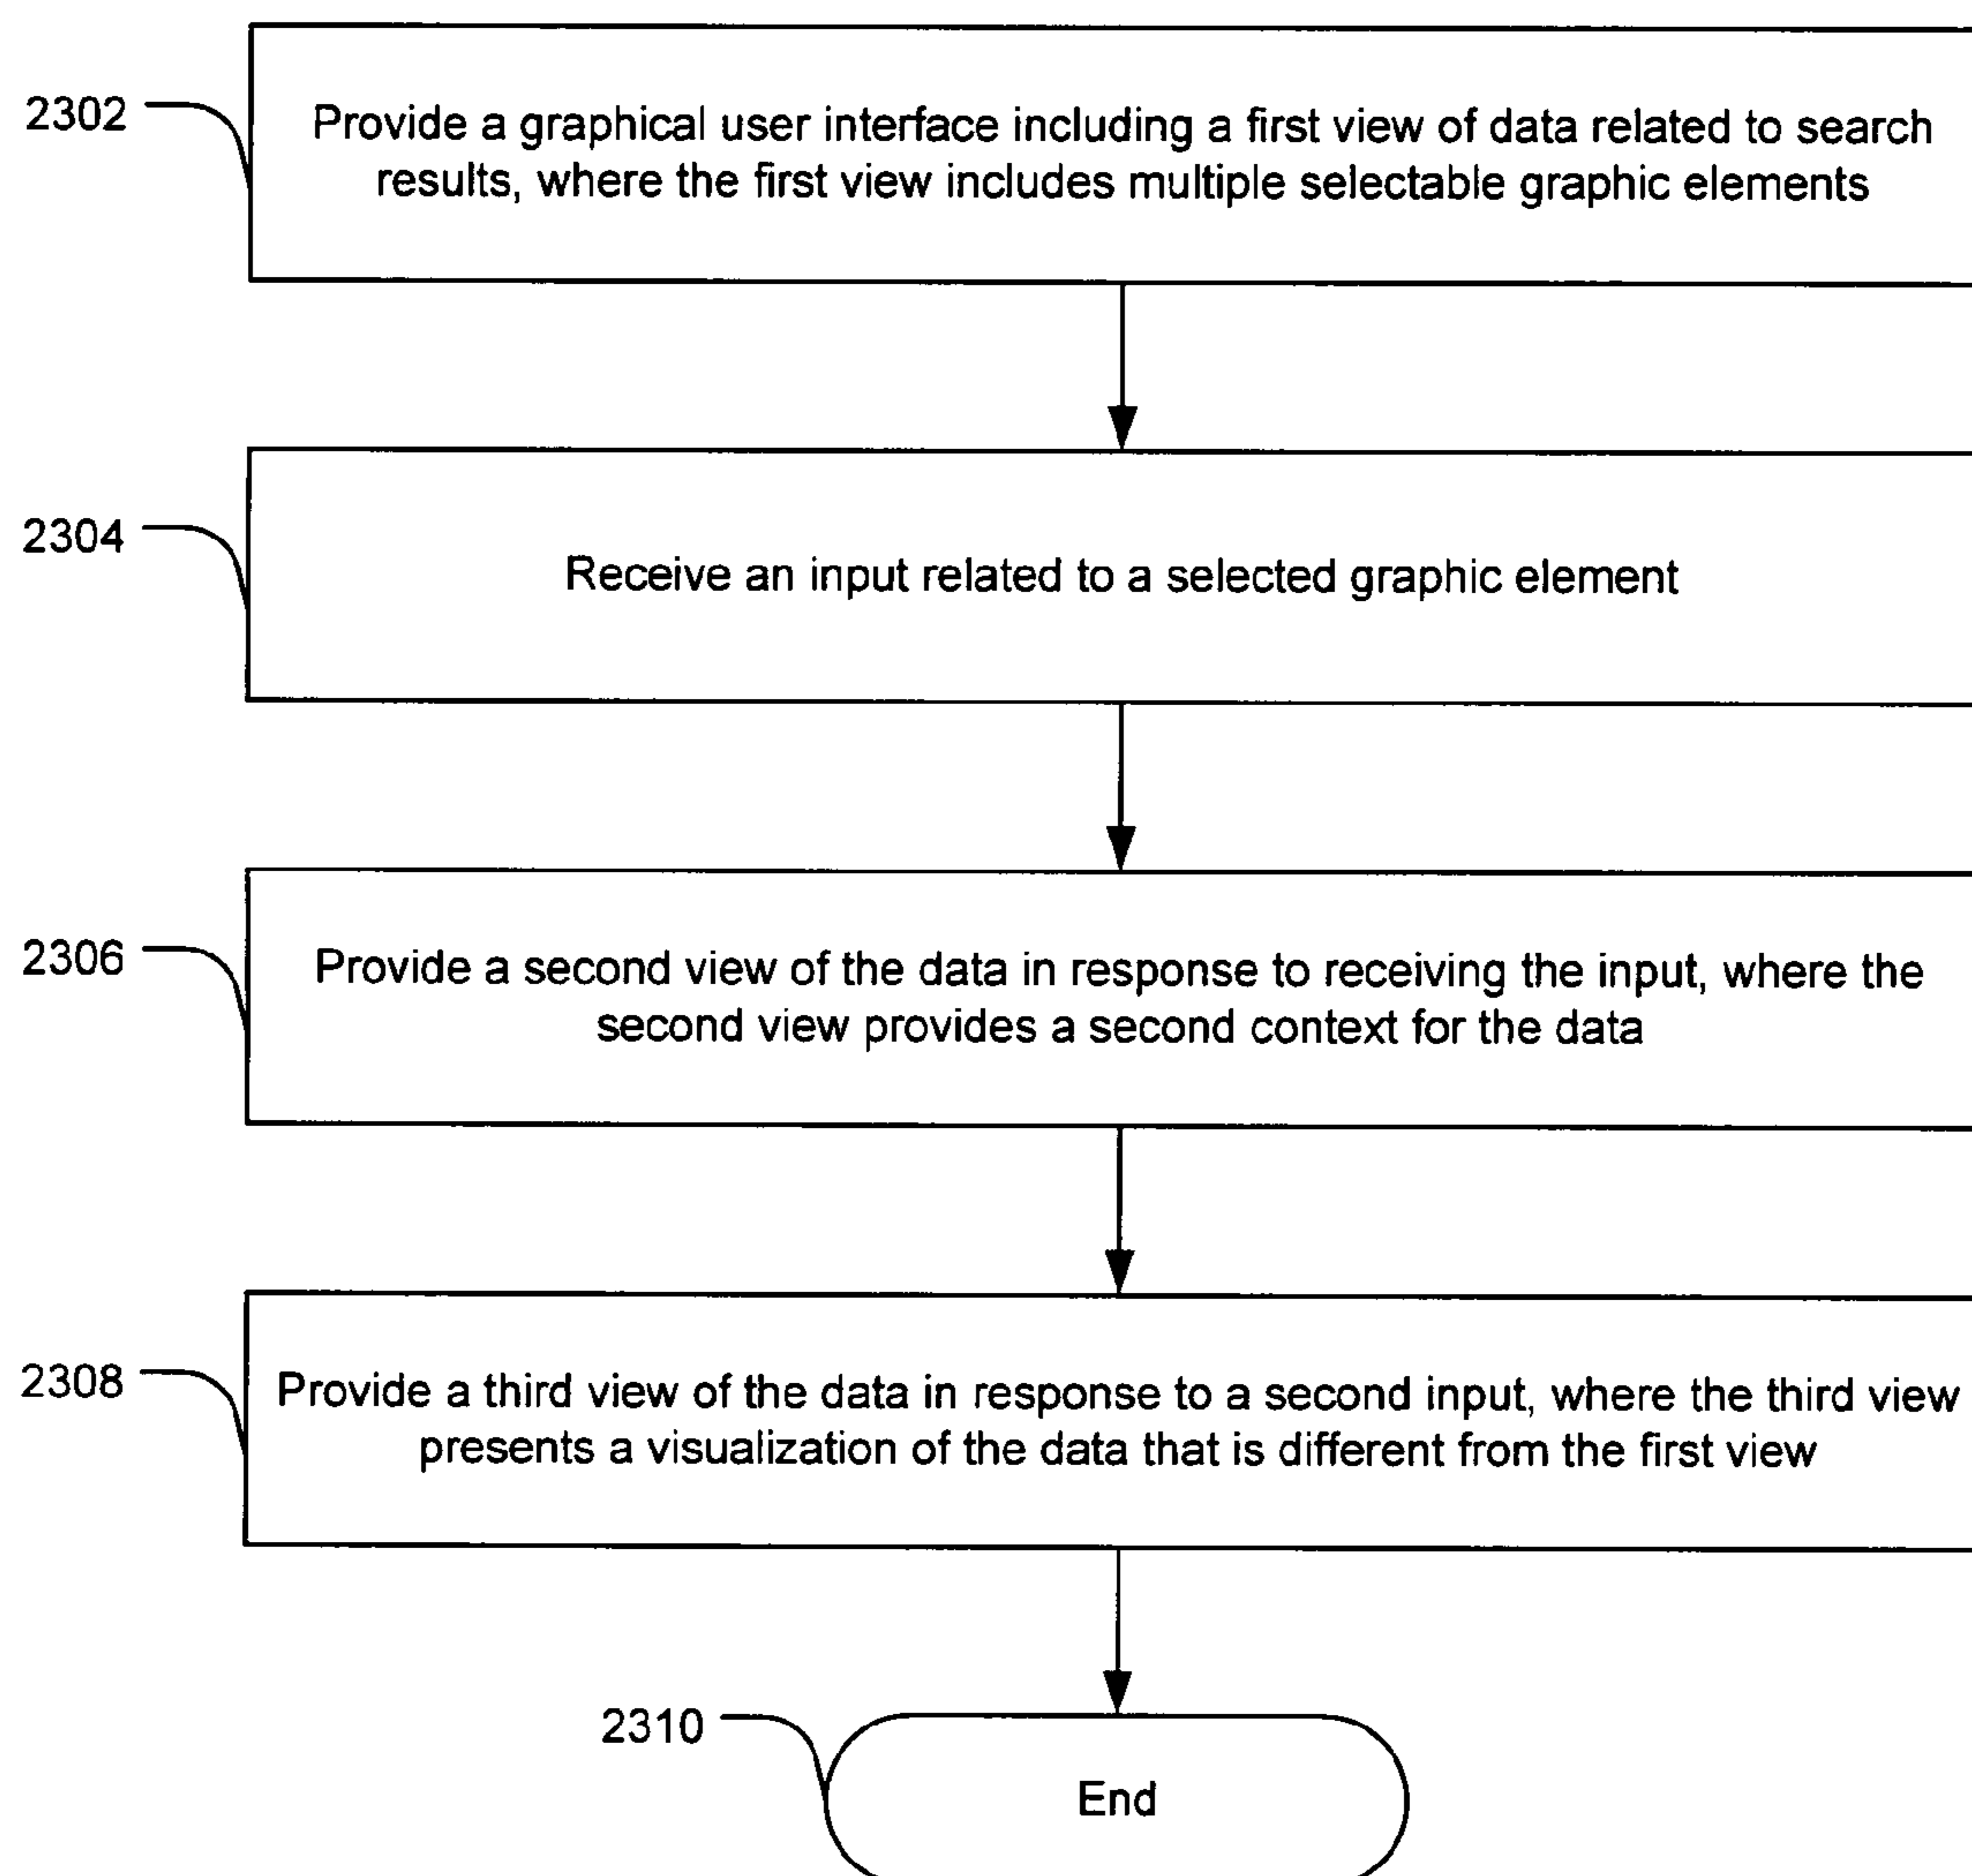 2302
Provide a graphical user interface including a first view of data related to search
results, where the first view includes multiple selectable graphic elements
2304
Receive an input related to a selected graphic element
2306
Provide a second view of the data in response to receiving the input, where the
second view provides a second context for the data
2308
Provide a third view of the data in response to a second input, where the third view
presents a visualization of the data that is different from the first view
2310
End